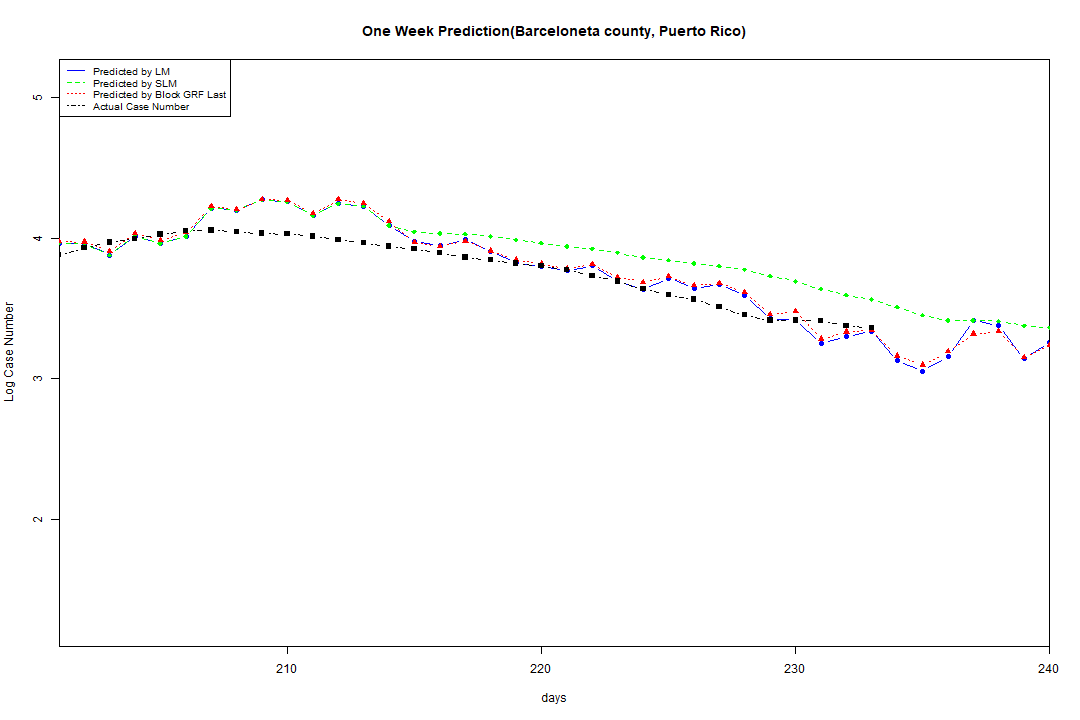 One Week Prediction(Barceloneta county, Puerto Rico)
Predicted by LM
Predicted by SLM
Predicted by Block GRF Last
Actual Case Number
5
4
3
2
Log Case Number
210
220
230
240
days